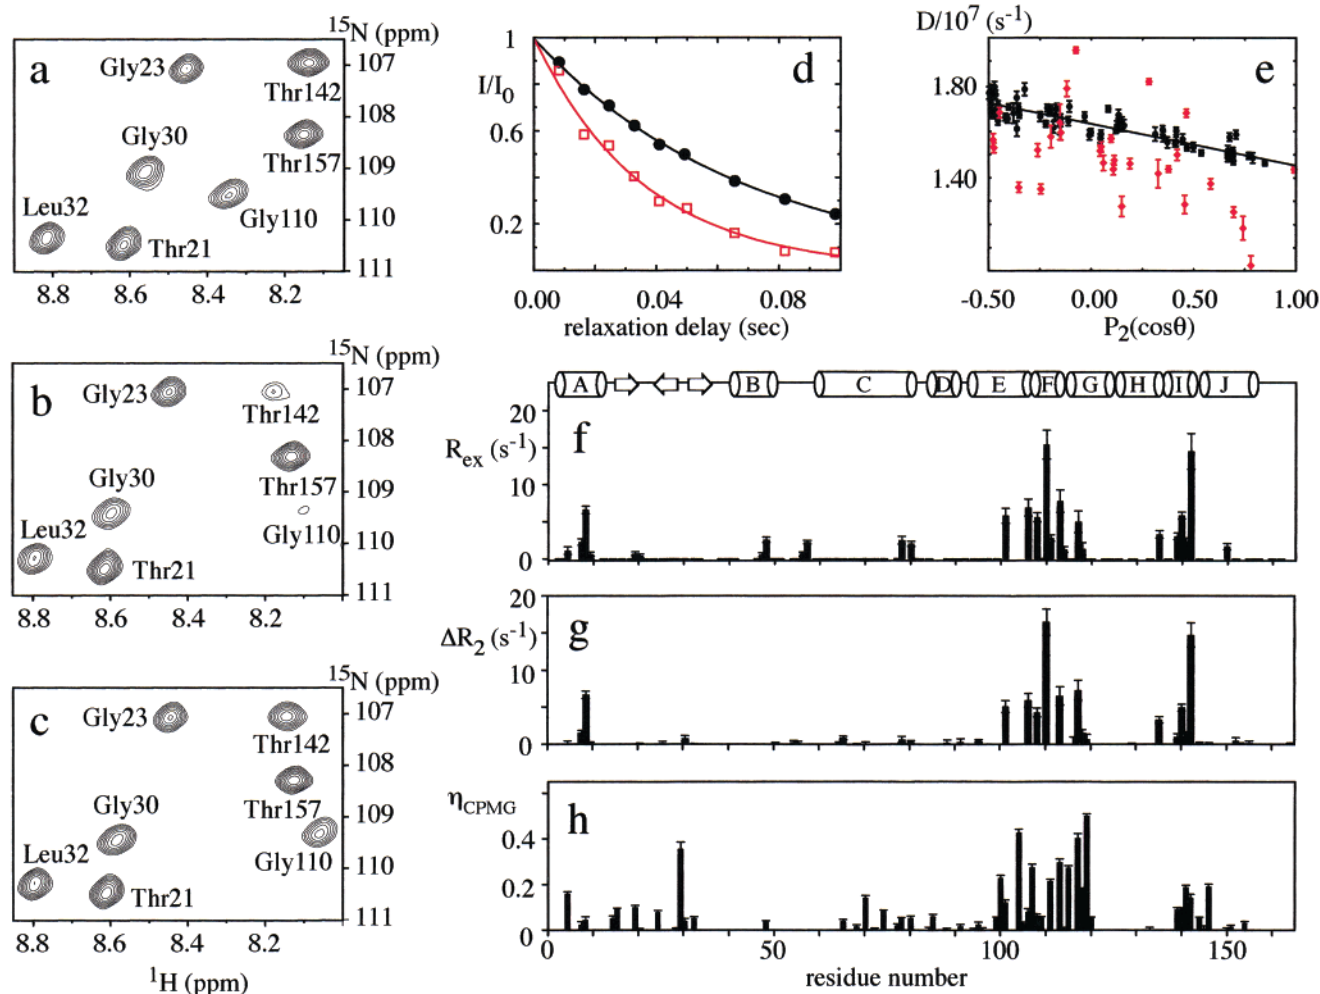 a
15N (ppm)
Gly23
Thr142
Gly30
Thr157
Leu32
Gly110
Thr21
107
108
109
110
111
8.8 8.6 8.4 8.2
b
15N (ppm)
Gly23
Thr142
Gly30
Thr157
Leu32
Gly110
Thr21
107
108
109
110
111
8.8 8.6 8.4 8.2
c
15N (ppm)
Gly23
Thr142
Gly30
Thr157
Leu32
Gly110
Thr21
107
108
109
110
111
8.8 8.6 8.4 8.2
1H (ppm)
d
I/I0
1
0.6
0.2
0.00 0.04 0.08
relaxation delay (sec)
e
D/10^7 (s-1)
1.80
1.40
-0.50 0.00 0.50 1.00
P2(cosθ)
A B C D E F G H I J
f
Rex (s-1)
20
10
0
g
ΔR2 (s-1)
20
10
0
h
ηCPMG
0.4
0.2
0
0 50 100 150
residue number